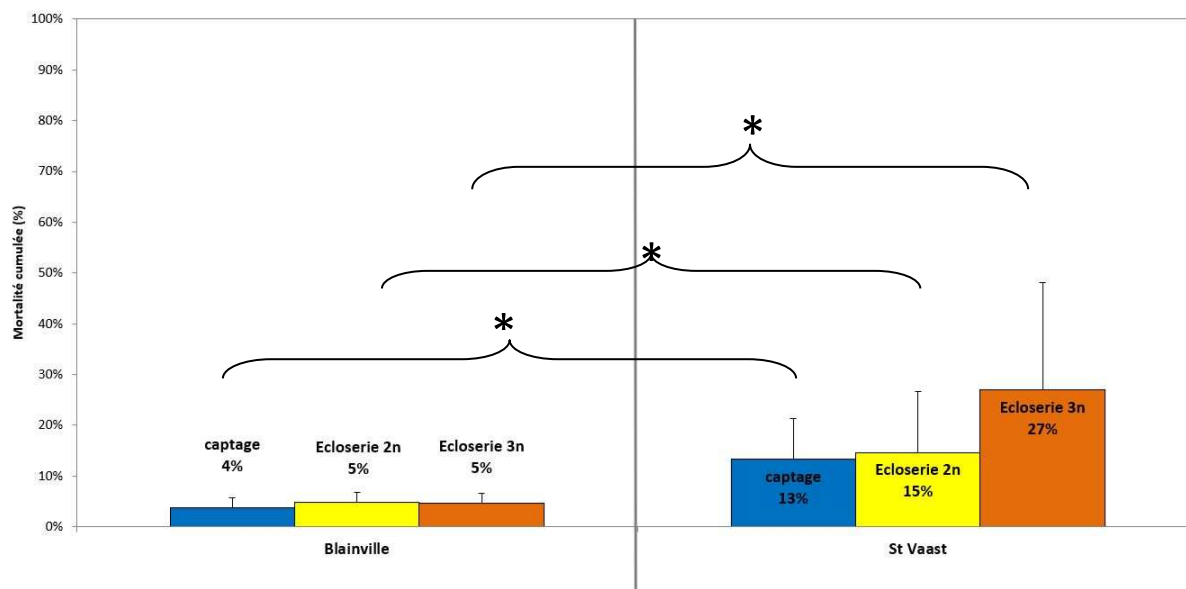 100%
90%
80%
70%
60%
50%
40%
30%
20%
10%
0%
Mortalité cumulée (%)
*
*
*
captage
4%
Ecloserie 2n
5%
Ecloserie 3n
5%
captage
13%
Ecloserie 2n
15%
Ecloserie 3n
27%
Blainville
St Vaast